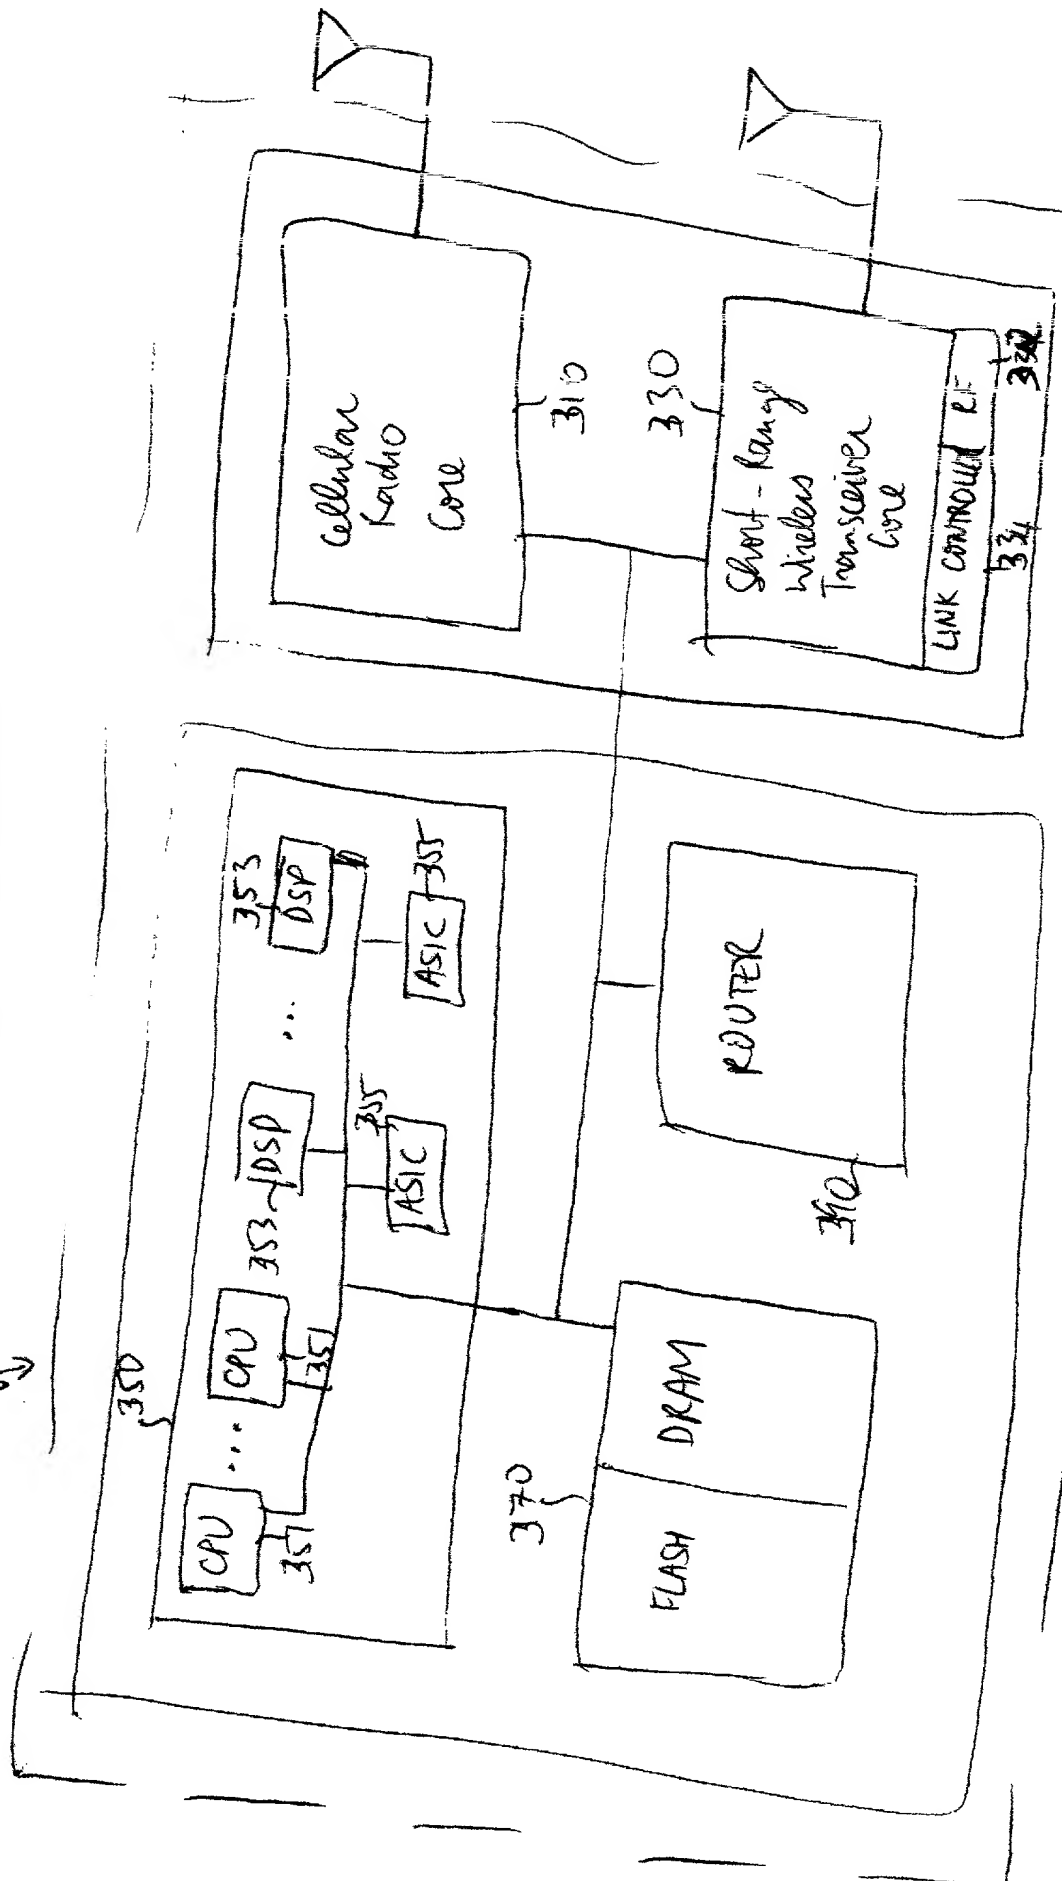 350
CPU
...
CPU
DSP
...
DSP
351
351
353
353
355
355
ASIC
ASIC
370
FLASH
DRAM
ROUTER
390
Cellular
Radio
Core
310
330
Short-Range
Wireless
Transceiver
Core
LINK CONTROLLER
RF
334